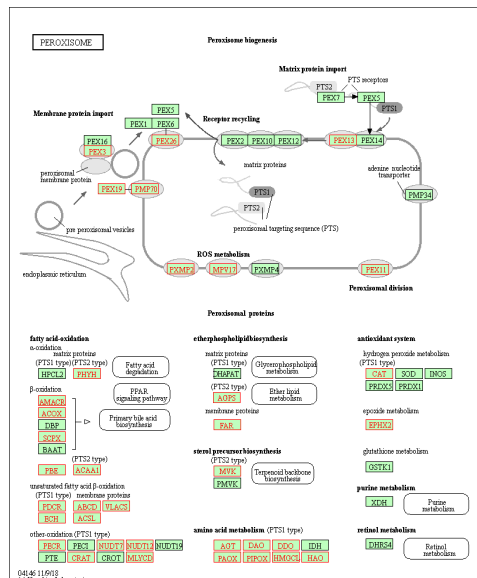 PEROXISOME
Peroxisome biogenesis
Matrix protein import
PTS2
PTS receptors
PEX7
PEX5
PTS1
Membrane protein import
PEX5
PEX1
PEX6
Receptor recycling
PEX16
PEX3
PEX26
PEX2
PEX10
PEX12
PEX13
PEX14
peroxisomal
membrane protein
matrix proteins
adenine nucleotide
transporter
PEX19
PMP70
PTS1
PMP34
PTS2
pre peroxisomal vesicles
peroxisomal targeting sequence (PTS)
endoplasmic reticulum
ROS metabolism
PXMP2
MPV17
PXMP4
PEX11
Peroxisomal division
Peroxisomal proteins
fatty acid-oxidation
α-oxidation
matrix proteins
(PTS1 type)
(PTS2 type)
HPCL2
PHYH
Fatty acid
degradation
β-oxidation
AMACR
ACOX
DBP
SCPX
BAAT
PPAR
signaling pathway
Primary bile acid
biosynthesis
(PTS2 type)
PBE
ACAA1
unsaturated fatty acid β-oxidation
(PTS1 type)
membrane proteins
PDCR
ABCD
VLACS
ECH
ACSL
other-oxidation (PTS1 type)
PECR
PECI
NUDT7
NUDT12
NUDT19
PTE
CRAT
CROT
MLYCD
etherphospholipidbiosynthesis
matrix proteins
(PTS1 type)
DHAPAT
Glycerophospholipid
metabolism
(PTS2 type)
AGPS
Ether lipid
metabolism
membrane proteins
FAR
sterol precursorbiosynthesis
(PTS2 type)
MVK
PMVK
Terpenoid backbone
biosynthesis
amino acid metabolism (PTS1 type)
AGT
DAO
DDO
IDH
PAOX
PIPOX
HMGCL
HAO
antioxidant system
hydrogen peroxide metabolism
(PTS1 type)
CAT
SOD
INOS
PRDX5
PRDX1
epoxide metabolism
EPHX2
glutathione metabolism
GSTK1
purine metabolism
XDH
Purine
metabolism
retinol metabolism
DHRS4
Retinol
metabolism
04146 11/9/18